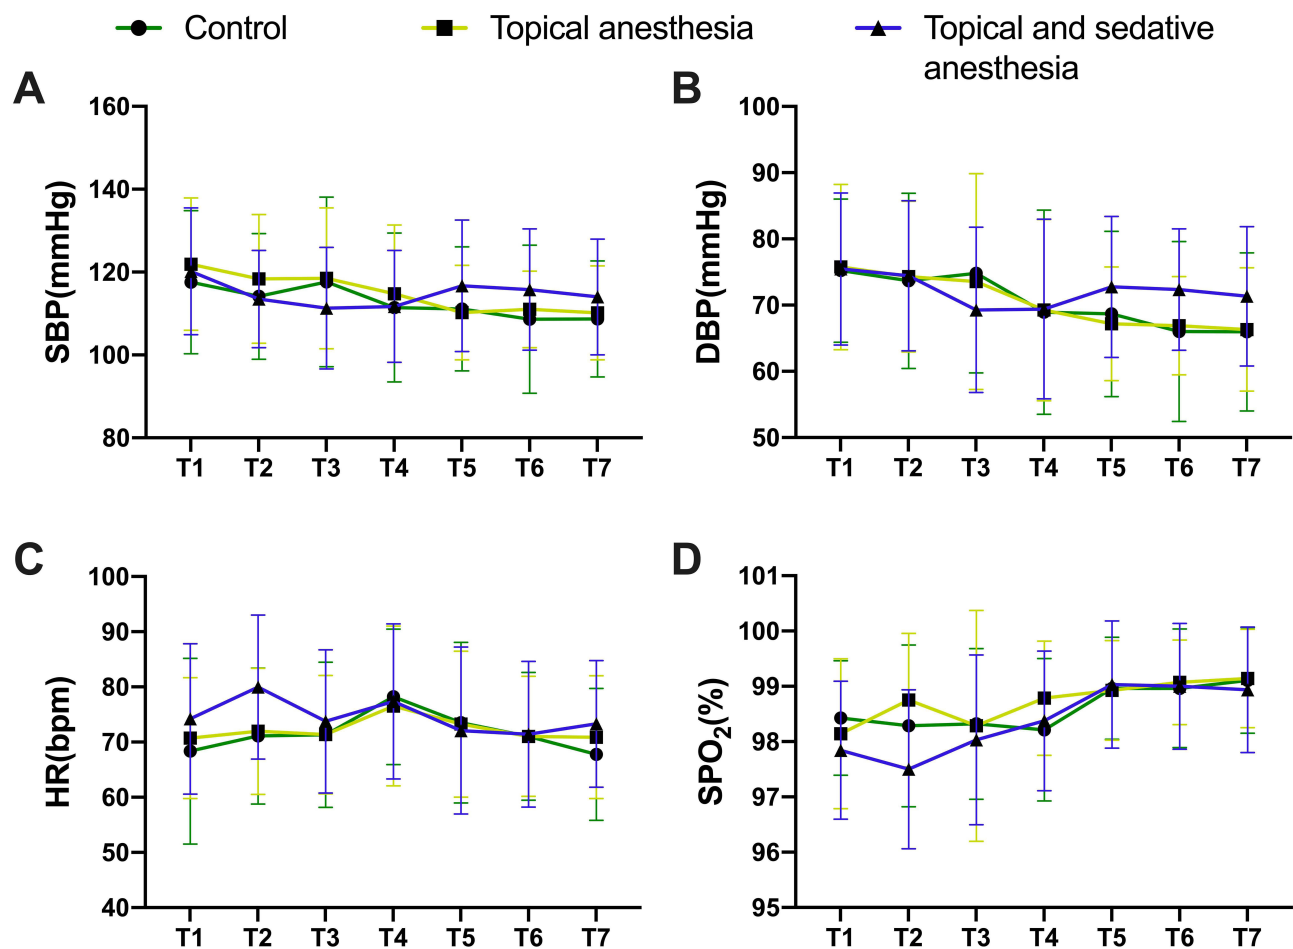 Control
Topical anesthesia
Topical and sedative
anesthesia
A
SBP(mmHg)
160
140
120
100
80
T1 T2 T3 T4 T5 T6 T7
B
DBP(mmHg)
100
90
80
70
60
50
T1 T2 T3 T4 T5 T6 T7
C
HR(bpm)
100
90
80
70
60
50
40
T1 T2 T3 T4 T5 T6 T7
D
SPO2(%)
101
100
99
98
97
96
95
T1 T2 T3 T4 T5 T6 T7